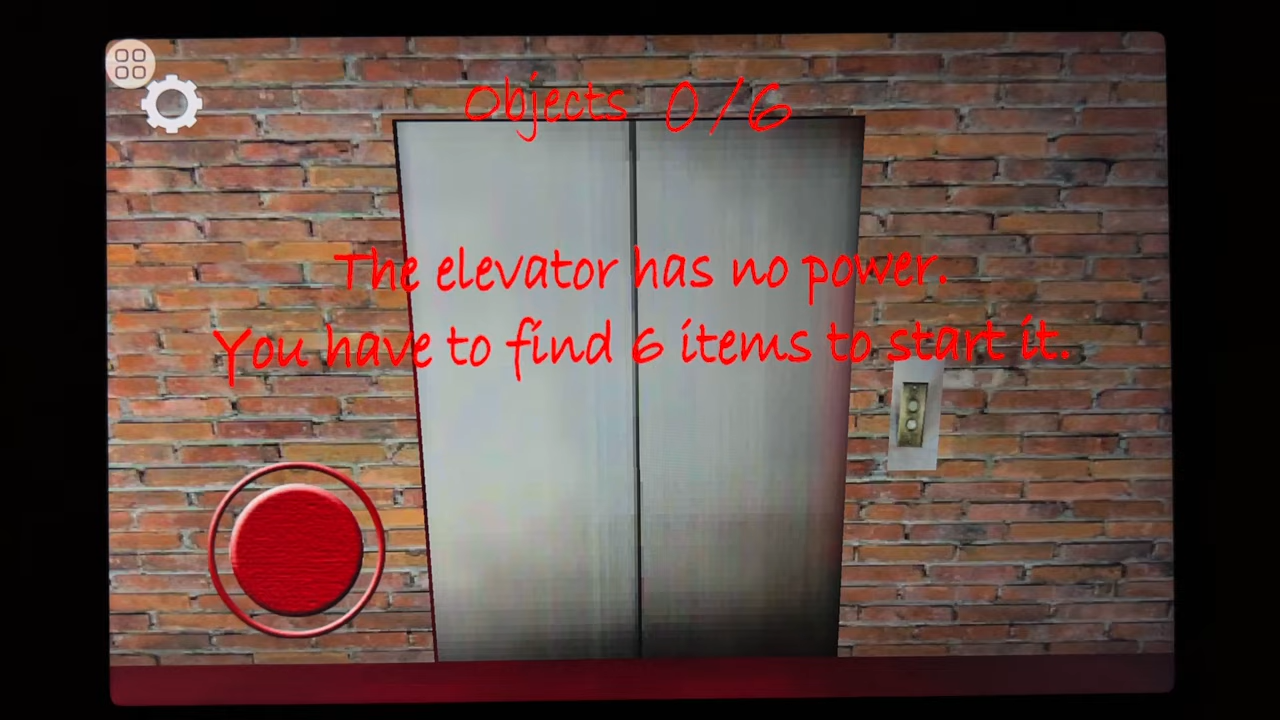 Objects 0/6
The elevator has no power.
You have to find 6 items to start it.